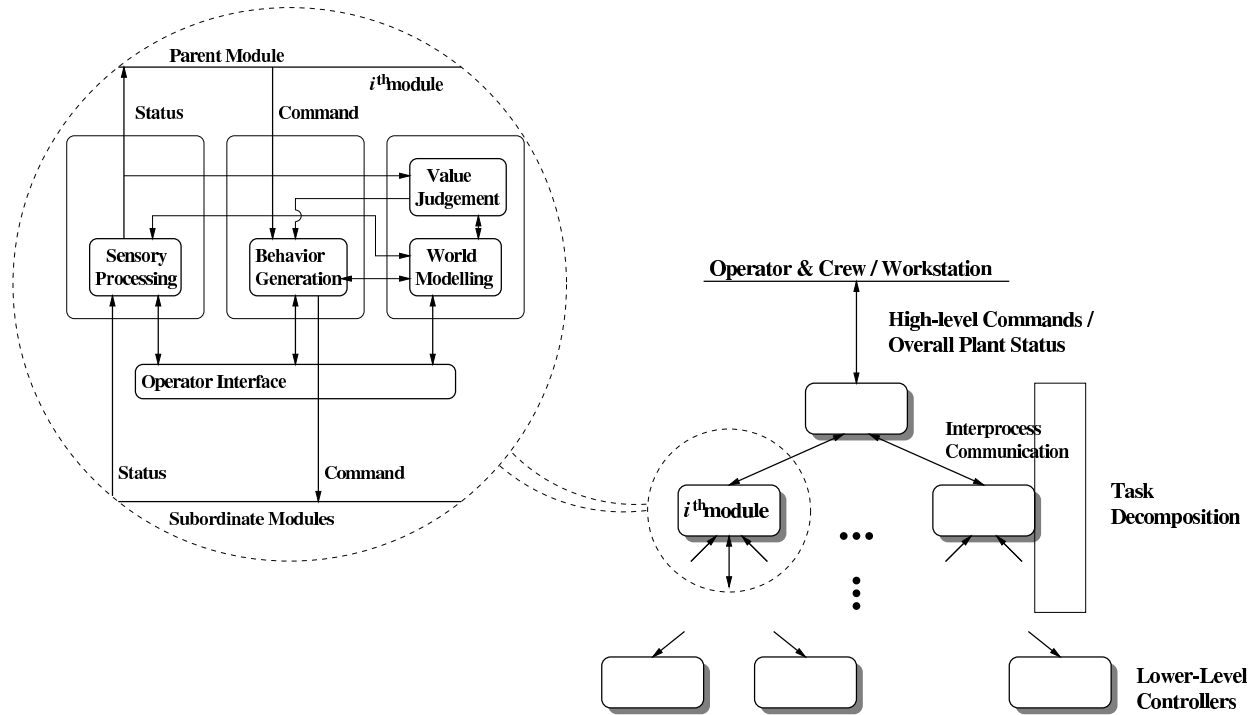 Parent Module
i th module
Status
Command
Value
Judgement
Sensory
Processing
Behavior
Generation
World
Modelling
Operator Interface
Status
Command
Subordinate Modules
Operator & Crew / Workstation
High-level Commands /
Overall Plant Status
Interprocess
Communication
i th module
Task
Decomposition
Lower-Level
Controllers